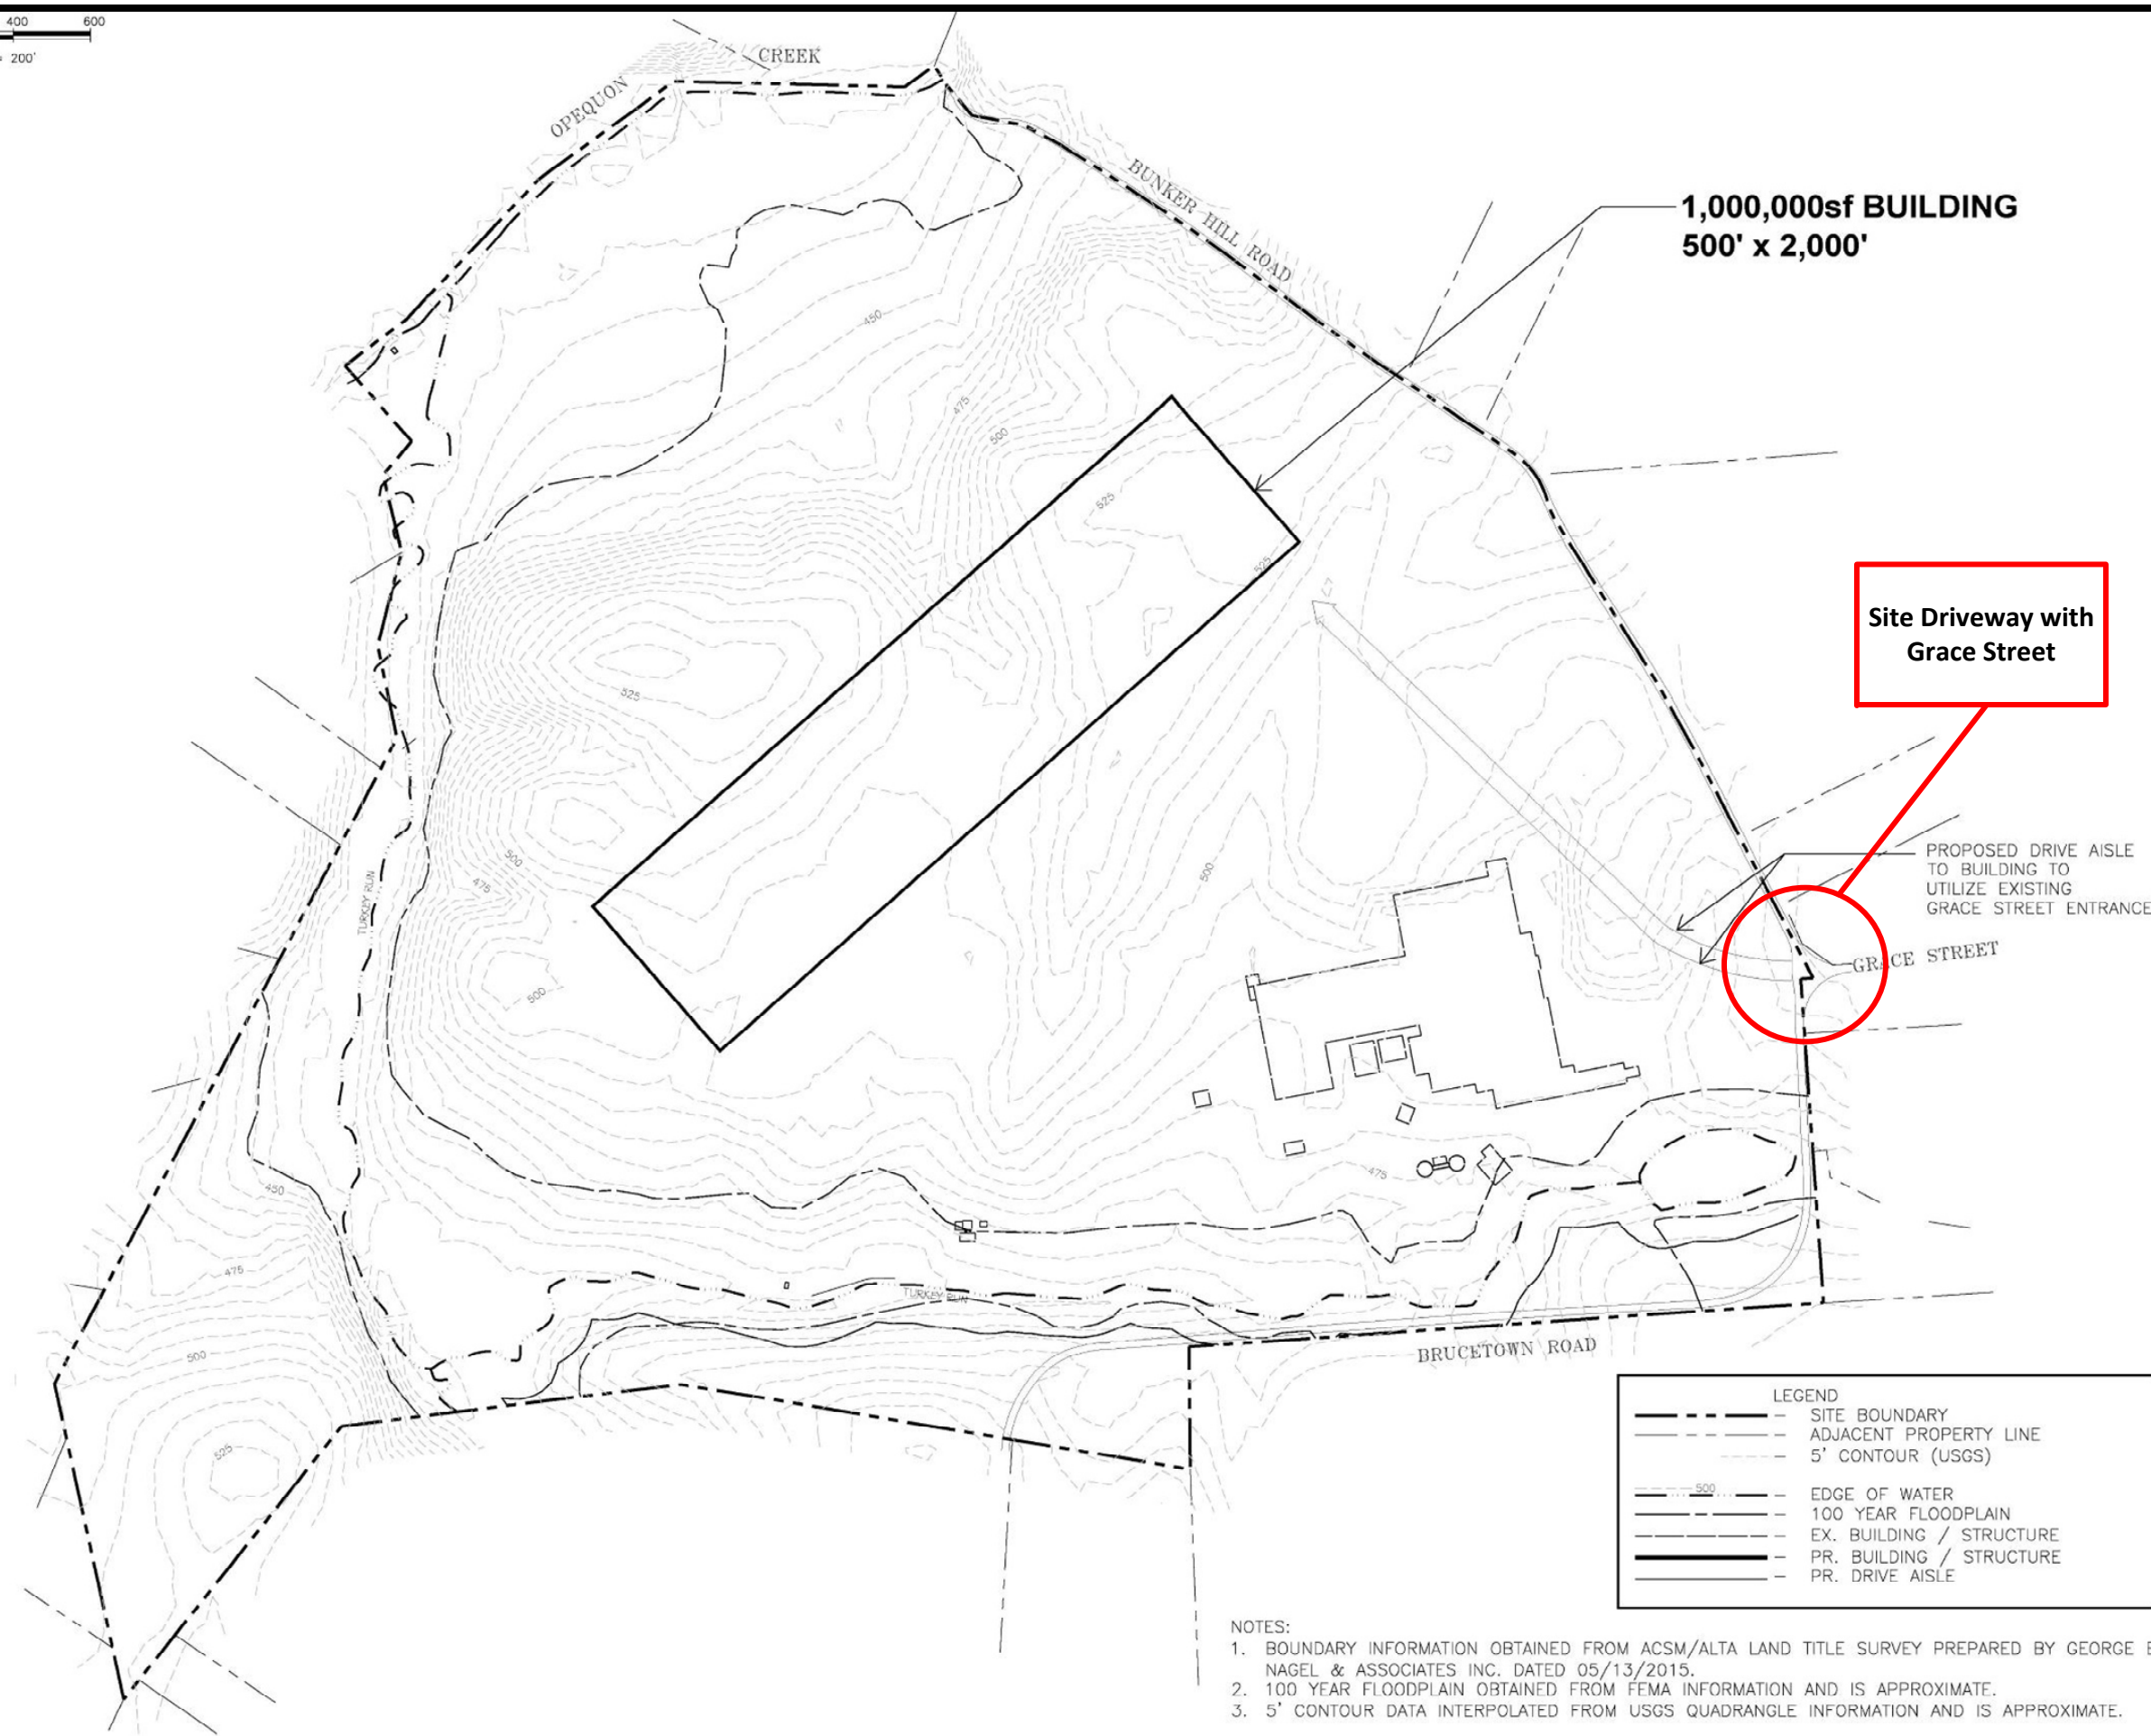 400 600
200'
CREEK
OPEQUON
BUNKER HILL ROAD
1,000,000sf BUILDING
500' x 2,000'
450
475
500
525
525
Site Driveway with
Grace Street
525
500
475
500
500
TURKEY RUN
PROPOSED DRIVE AISLE
TO BUILDING TO
UTILIZE EXISTING
GRACE STREET ENTRANCE
GRACE STREET
475
450
475
500
525
TURKEY RUN
BRUCETOWN ROAD
LEGEND
SITE BOUNDARY
ADJACENT PROPERTY LINE
5' CONTOUR (USGS)
500
EDGE OF WATER
100 YEAR FLOODPLAIN
EX. BUILDING / STRUCTURE
PR. BUILDING / STRUCTURE
PR. DRIVE AISLE
NOTES:
1. BOUNDARY INFORMATION OBTAINED FROM ACSM/ALTA LAND TITLE SURVEY PREPARED BY GEORGE
NAGEL & ASSOCIATES INC. DATED 05/13/2015.
2. 100 YEAR FLOODPLAIN OBTAINED FROM FEMA INFORMATION AND IS APPROXIMATE.
3. 5' CONTOUR DATA INTERPOLATED FROM USGS QUADRANGLE INFORMATION AND IS APPROXIMATE.